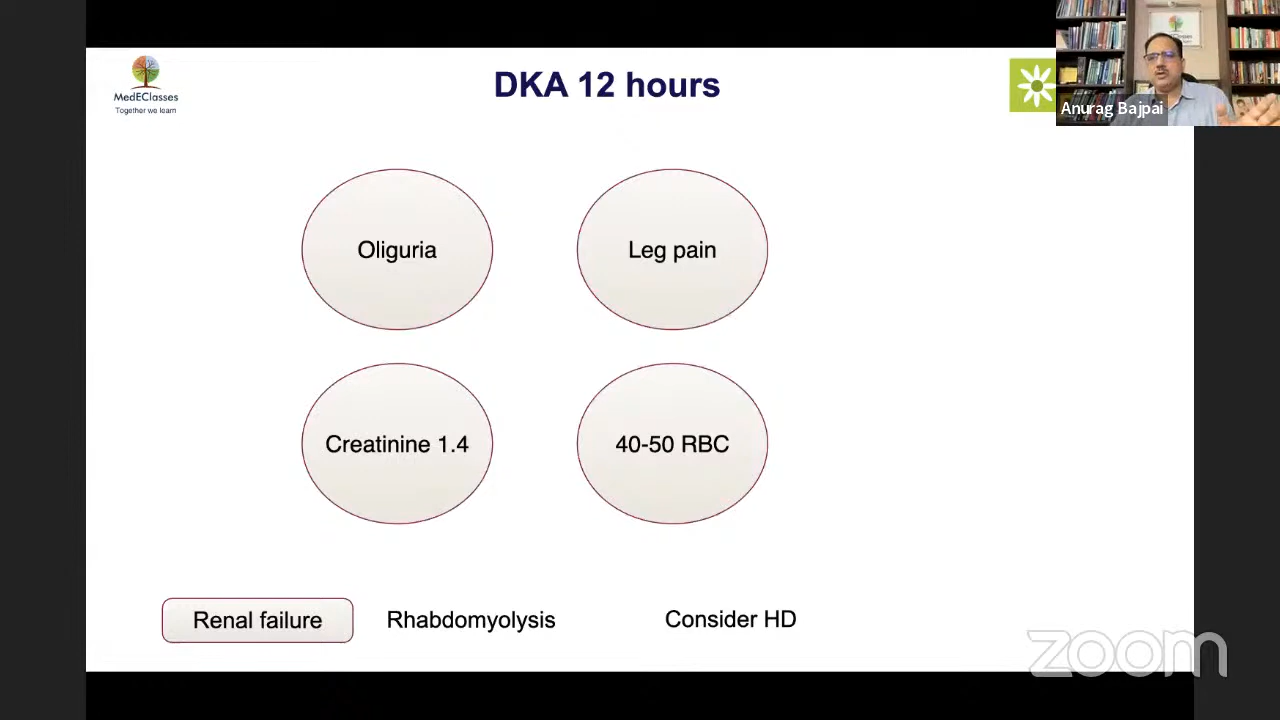 MedEClasses
Together we learn
DKA 12 hours
Anurag Bajpai
Oliguria
Leg pain
Creatinine 1.4
40-50 RBC
Renal failure
Rhabdomyolysis
Consider HD
zoom